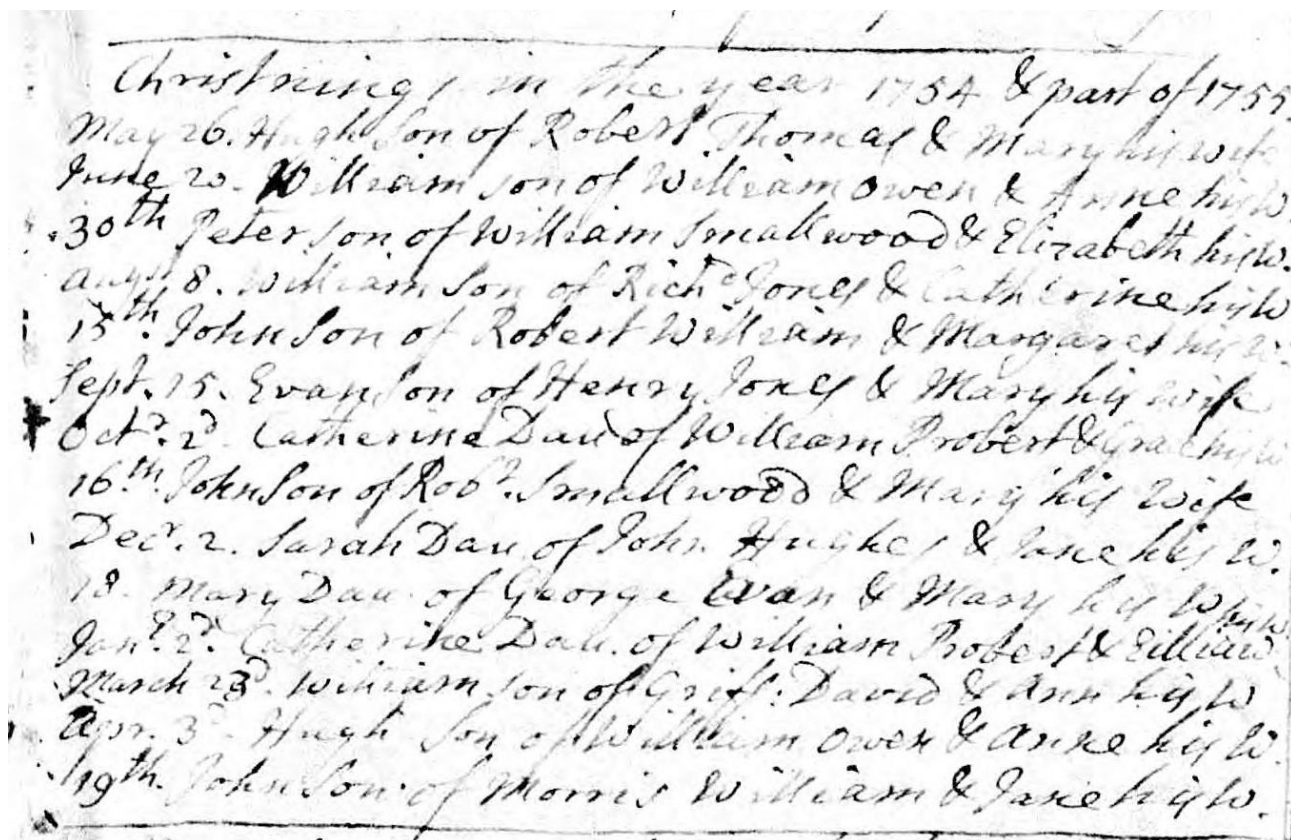 Christnings in the year 1754 & part of 1755
May 26. Hugh Son of Robert Thomas & Mary his wife
June 20. William son of William Owen & Anne his W.
30th Peter son of William Smallwood & Elizabeth his W.
Augst 8. William Son of Richd Jones & Catherine his W
15th. John Son of Robert William & Margaret his W.
Sept. 15. Evan Son of Henry Jones & Mary his wife
Octr. 2d. Catherine Dau of William Probert & Grace his W
16th. John Son of Robt. Smallwood & Mary his Wife
Decr. 2. Sarah Dau of John Hughes & Jane his W.
18. Mary Dau of George Evan & Mary his W
Janry 2d. Catherine Dau. of William Probert & his W.
March 23d. William son of Griff: David & Ann his W
Apr. 3d. Hugh Son of William Owen & Anne his W.
19th. John Son of Morris William & Jane his W.